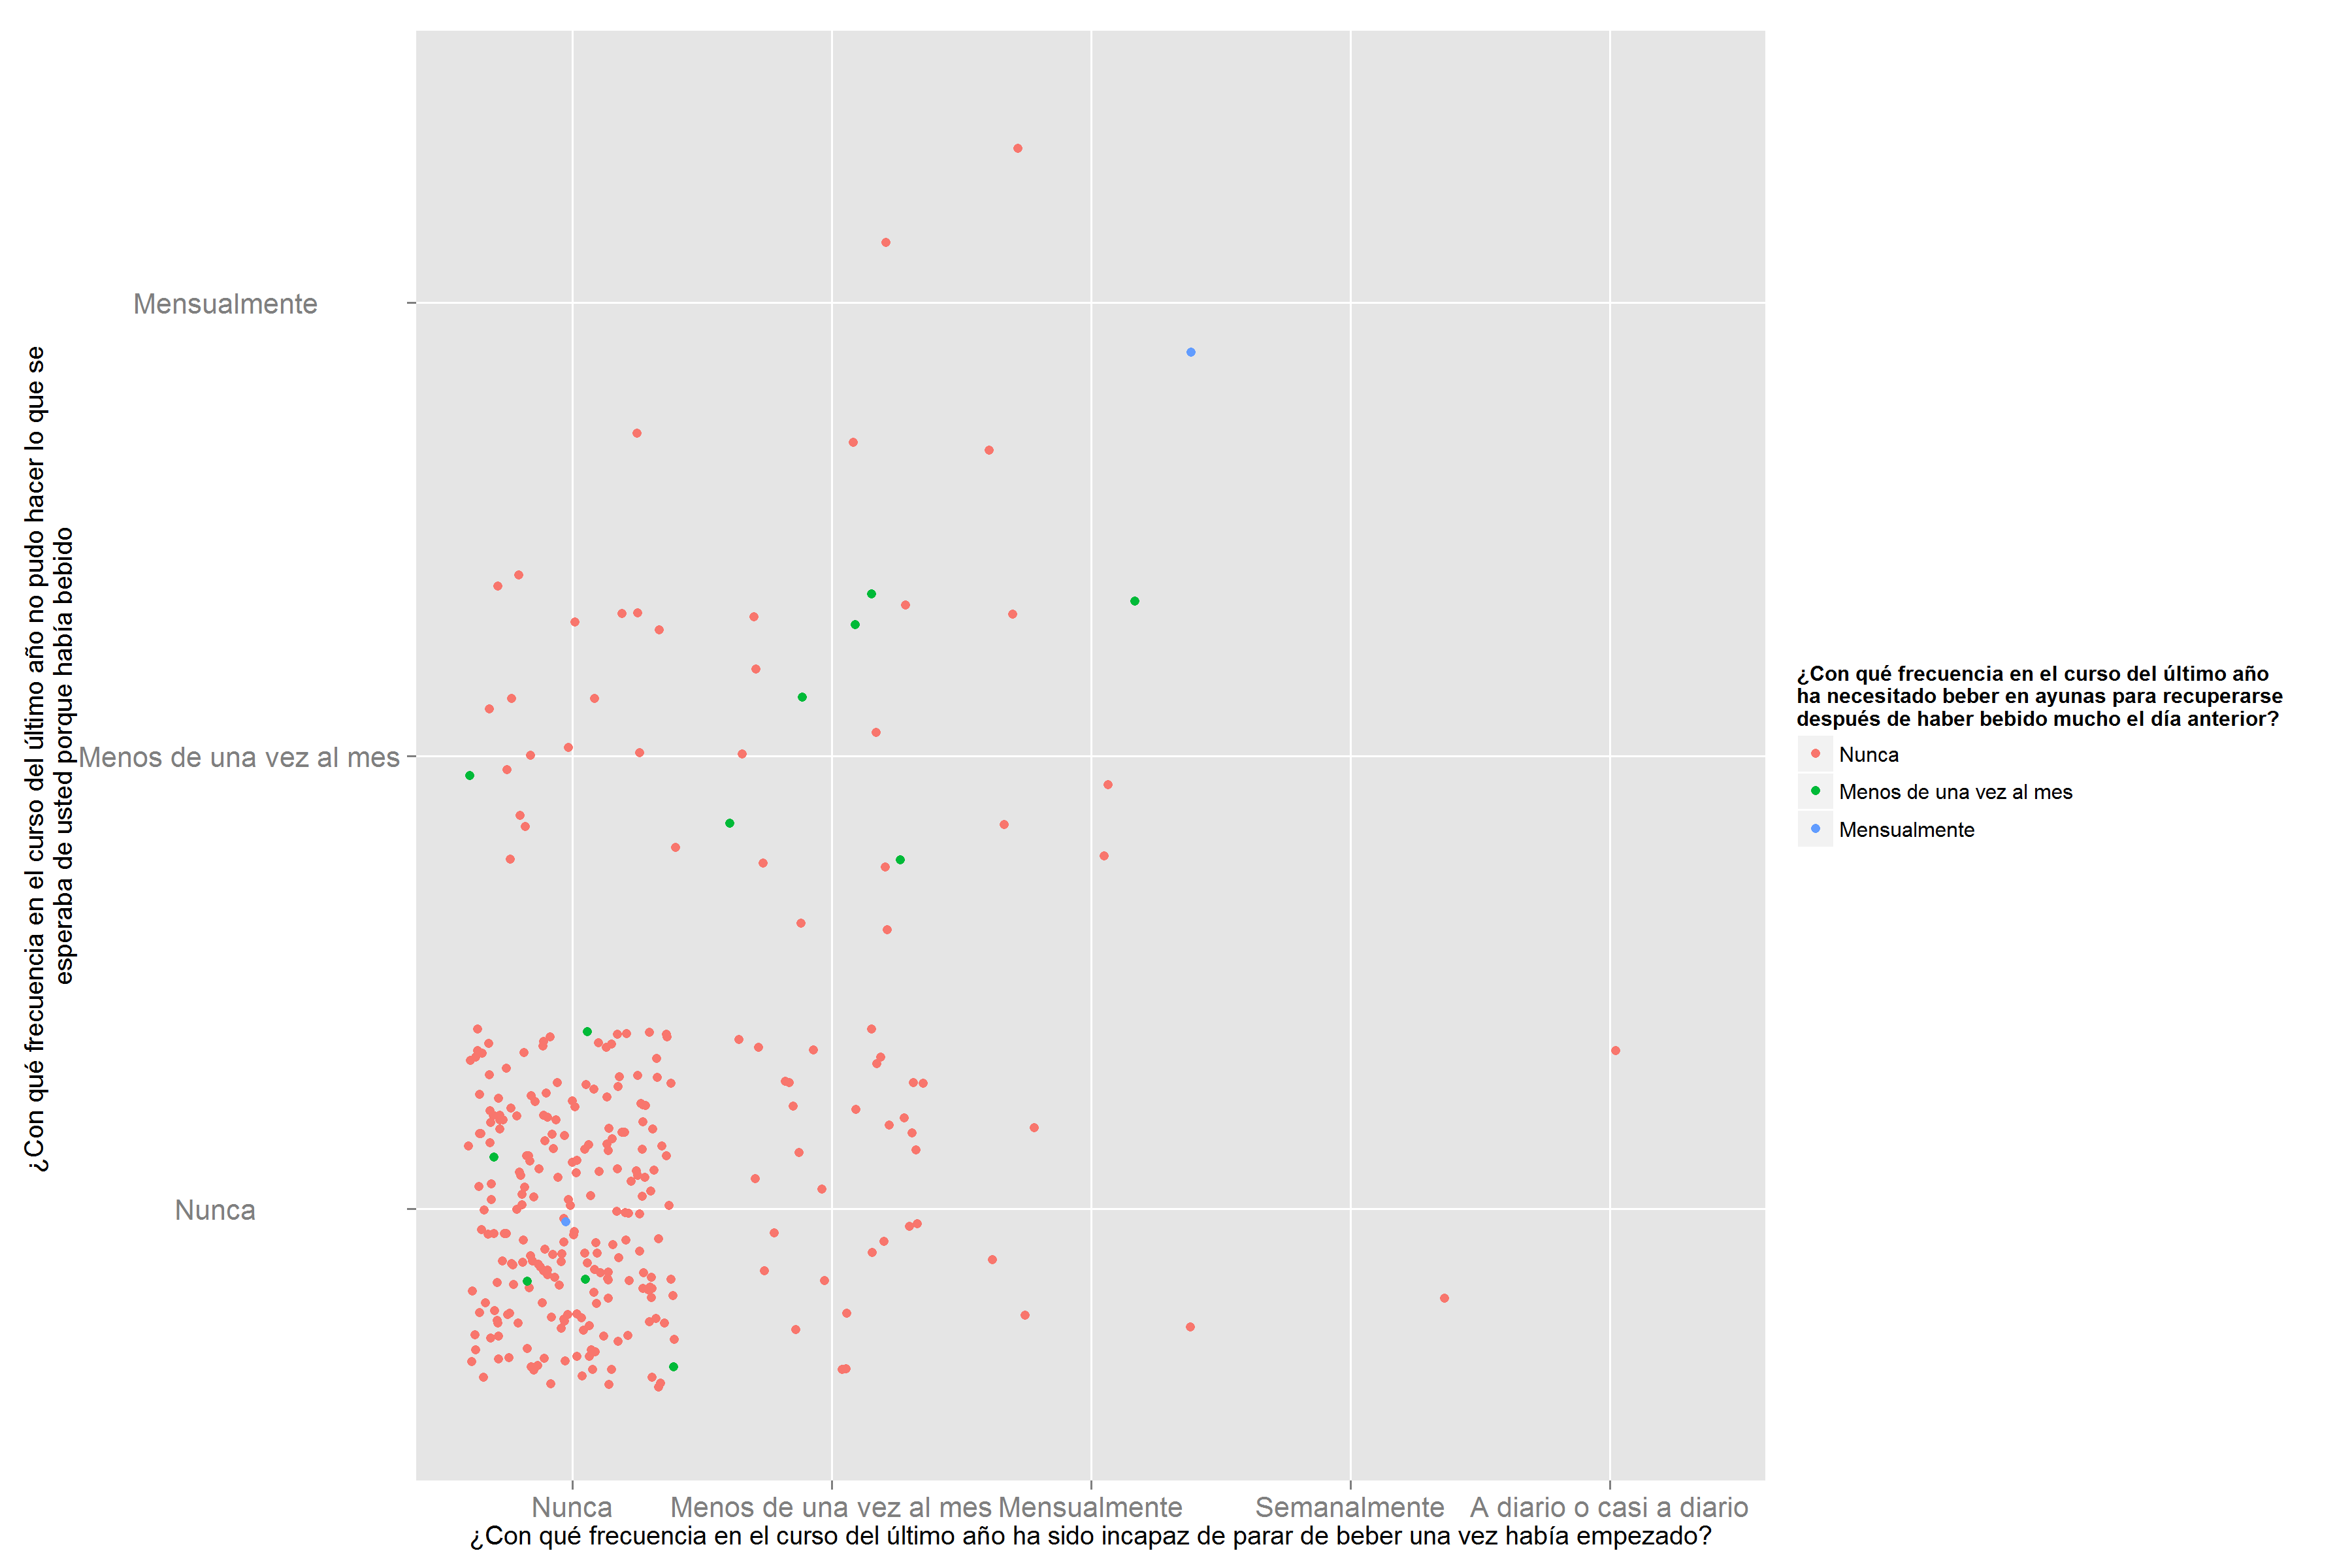 ¿Con qué frecuencia en el curso del último año no pudo hacer lo que se
esperaba de usted porque había bebido
Mensualmente
Menos de una vez al mes
Nunca
Nunca
Menos de una vez al mes
Mensualmente
Semanalmente
A diario o casi a diario
¿Con qué frecuencia en el curso del último año ha sido incapaz de parar de beber una vez había empezado?
¿Con qué frecuencia en el curso del último año
ha necesitado beber en ayunas para recuperarse
después de haber bebido mucho el día anterior?
Nunca
Menos de una vez al mes
Mensualmente